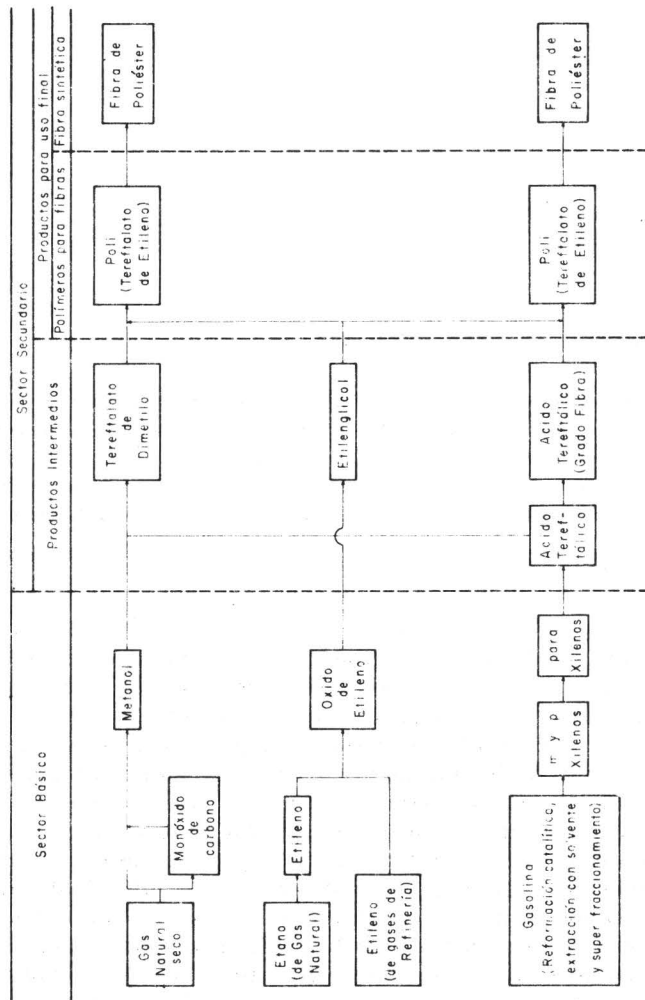 Sector Básico
Sector Secundario
Productos Intermedios
Productos para uso final
Polímeros para fibras
Fibra sintética
Gas
Natural
seco
Monóxido
de
carbono
Metanol
Tereftalato
de
Dimetilo
Poli
(Tereftalato
de Etileno)
Fibra de
Poliéster
Etano
(de Gas
Natural)
Etileno
Etileno
(de gases de
Refinería)
Oxido
de
Etileno
Etilenglicol
Gasolina
(Reformación catalítica,
extracción con solvente
y super fraccionamiento)
m y p
Xilenos
para
Xilenos
Acido
Teref-
tálico
Acido
Tereftálico
(Grado Fibra)
Poli
(Tereftalato
de Etileno)
Fibra de
Poliéster